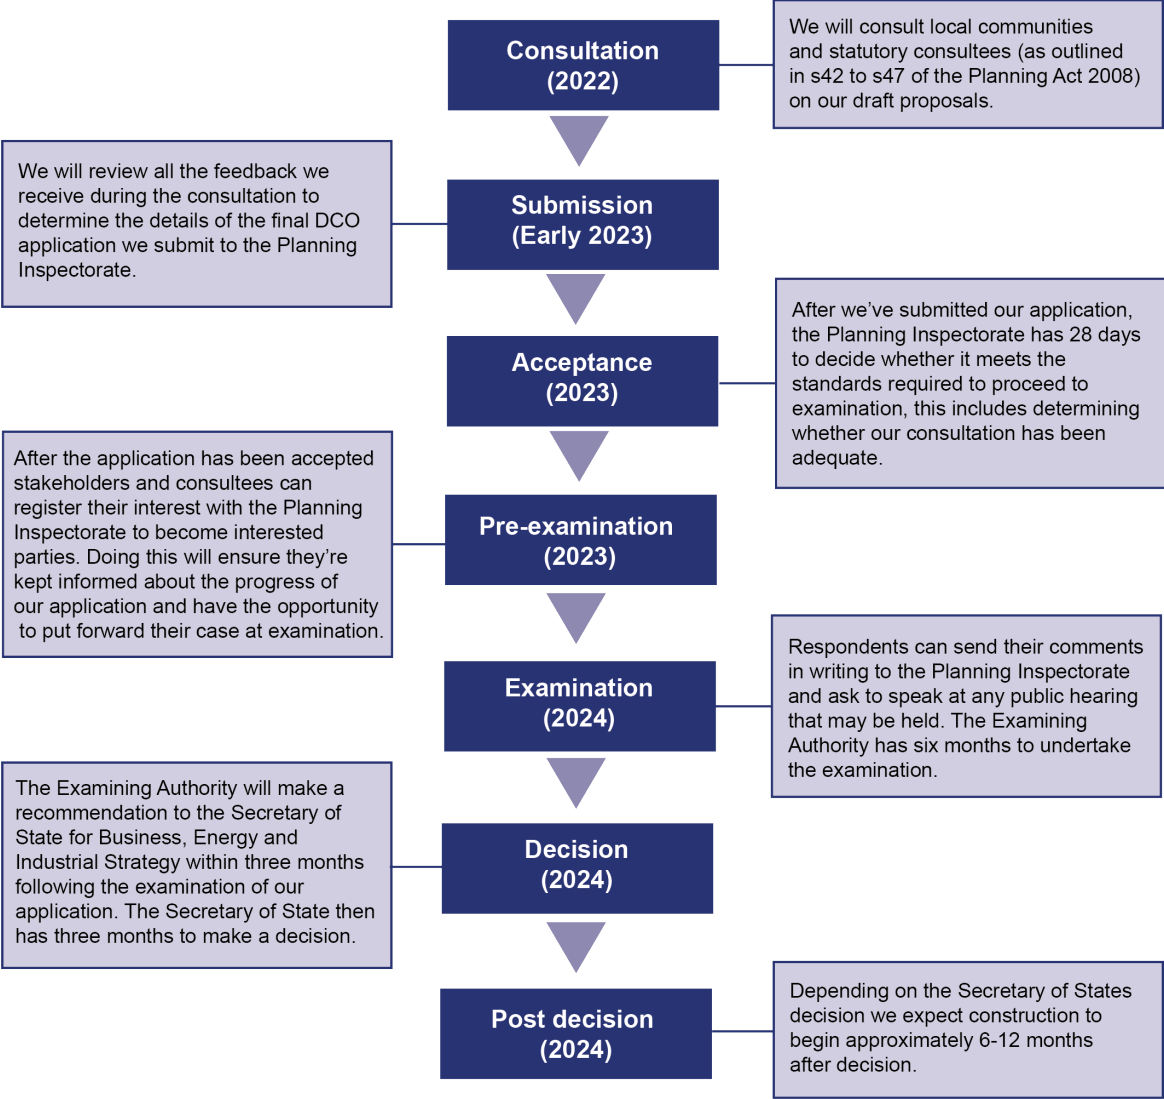 Consultation
(2022)
We will consult local communities
and statutory consultees (as outlined
in s42 to s47 of the Planning Act 2008)
on our draft proposals.
Submission
(Early 2023)
We will review all the feedback we
receive during the consultation to
determine the details of the final DCO
application we submit to the Planning
Inspectorate.
Acceptance
(2023)
After we’ve submitted our application,
the Planning Inspectorate has 28 days
to decide whether it meets the
standards required to proceed to
examination, this includes determining
whether our consultation has been
adequate.
Pre-examination
(2023)
After the application has been accepted
stakeholders and consultees can
register their interest with the Planning
Inspectorate to become interested
parties. Doing this will ensure they’re
kept informed about the progress of
our application and have the opportunity
to put forward their case at examination.
Examination
(2024)
Respondents can send their comments
in writing to the Planning Inspectorate
and ask to speak at any public hearing
that may be held. The Examining
Authority has six months to undertake
the examination.
Decision
(2024)
The Examining Authority will make a
recommendation to the Secretary of
State for Business, Energy and
Industrial Strategy within three months
following the examination of our
application. The Secretary of State then
has three months to make a decision.
Post decision
(2024)
Depending on the Secretary of States
decision we expect construction to
begin approximately 6-12 months
after decision.